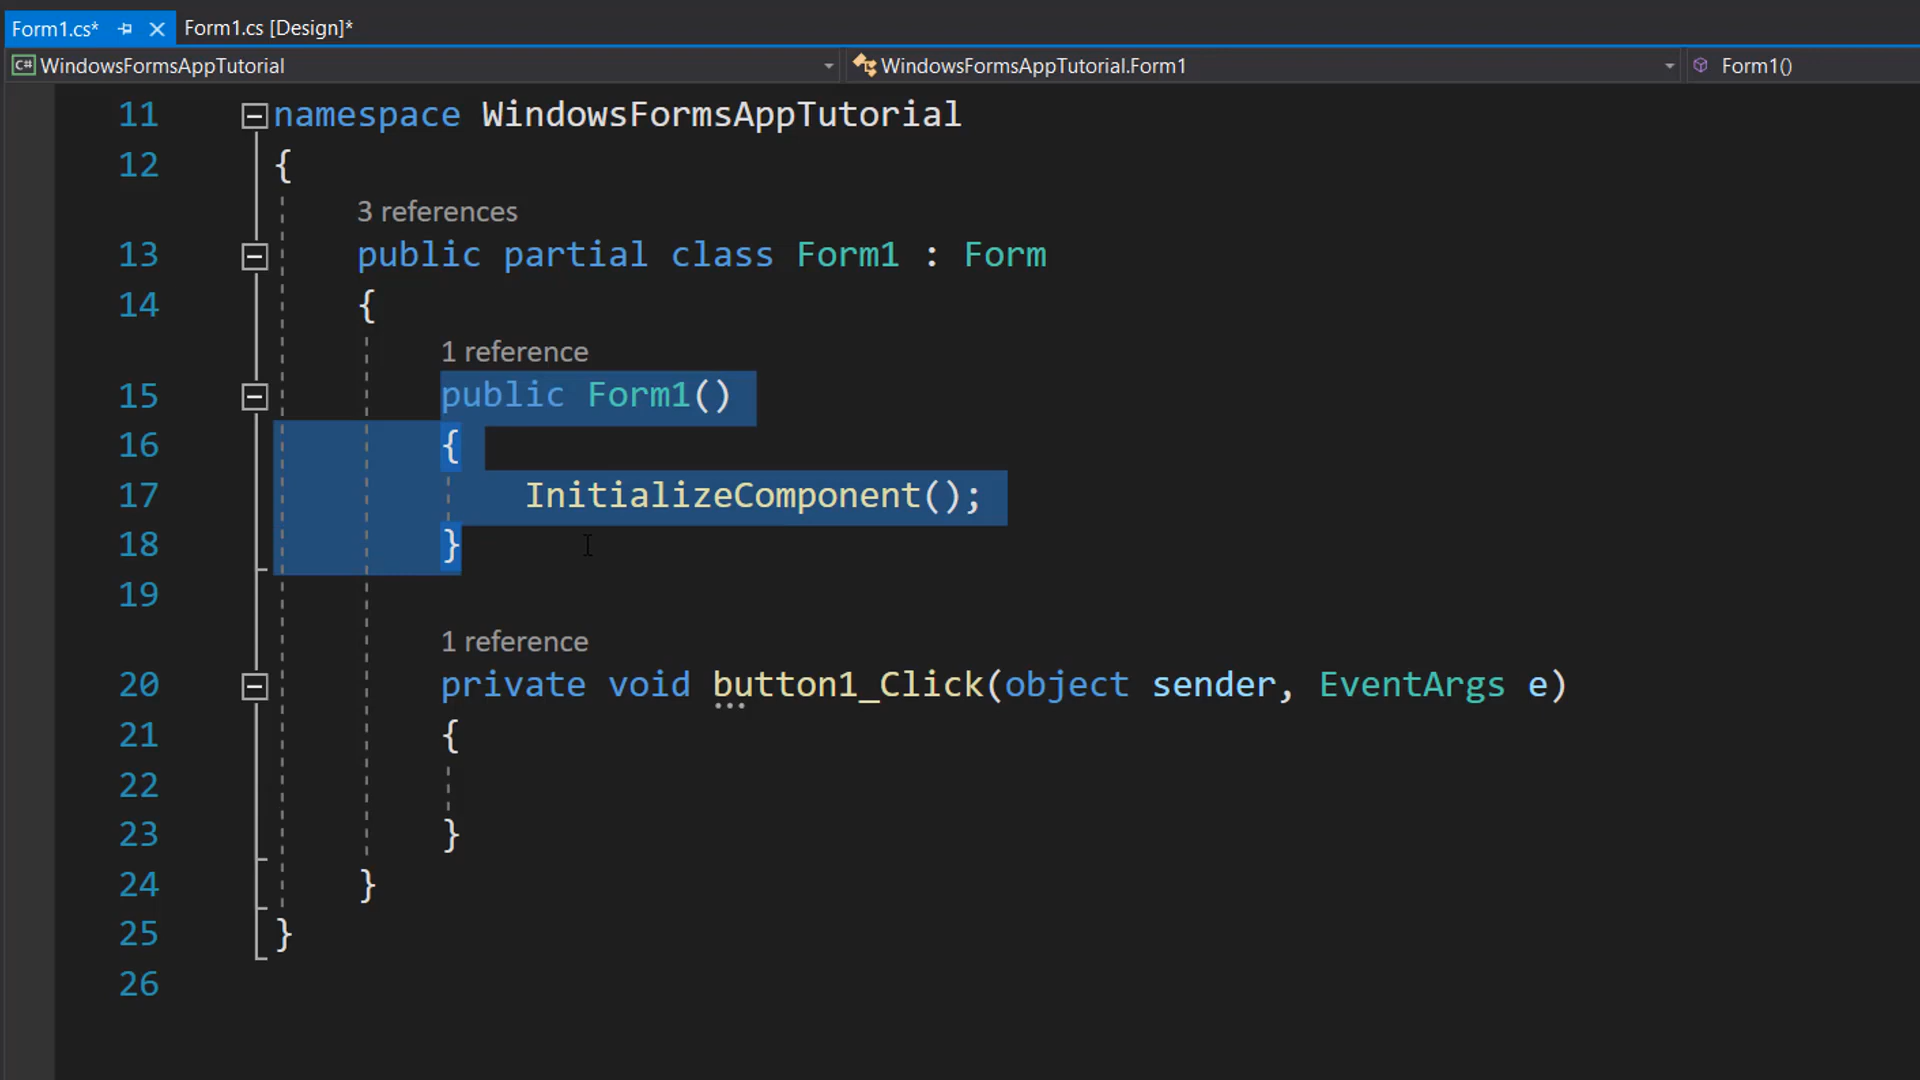 Form1.cs* Form1.cs [Design]*
C# WindowsFormsAppTutorial WindowsFormsAppTutorial.Form1 Form1()
11 namespace WindowsFormsAppTutorial
12 {
3 references
13 public partial class Form1 : Form
14 {
1 reference
15 public Form1()
16 {
17 InitializeComponent();
18 }
19
1 reference
20 private void button1_Click(object sender, EventArgs e)
21 {
22
23 }
24 }
25 }
26